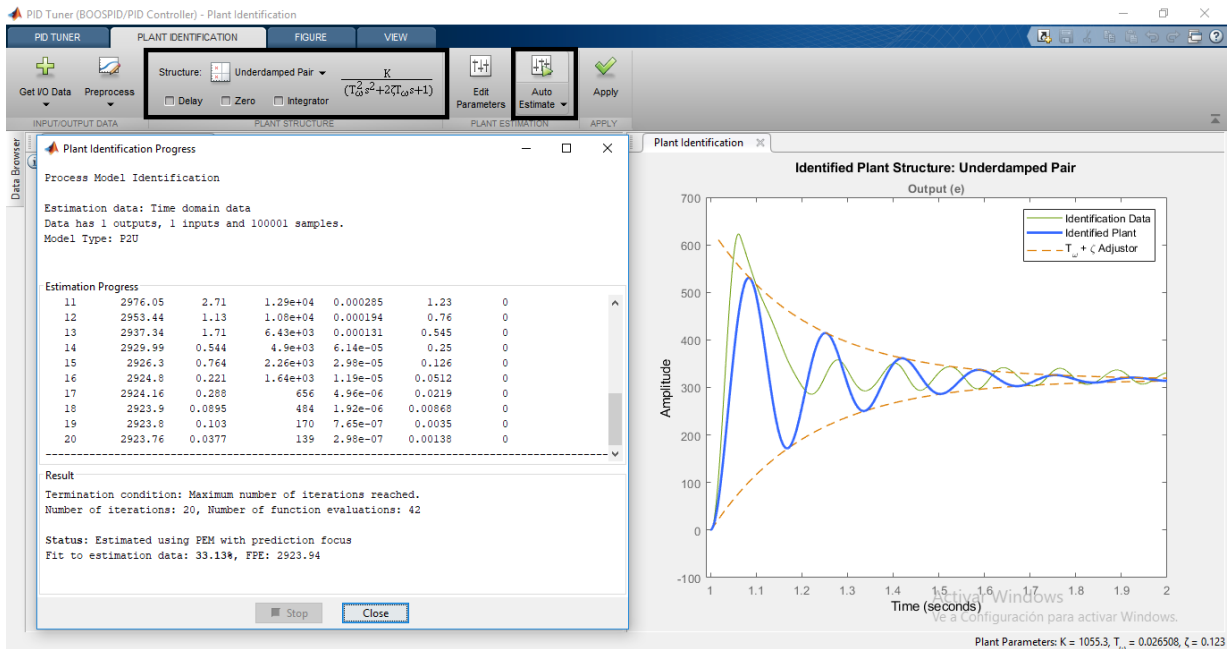 PID Tuner (BOOSPID/PID Controller) - Plant Identification
PID TUNER PLANT IDENTIFICATION FIGURE VIEW
Get I/O Data
Preprocess
Structure: Underdamped Pair
K
(T²ωs²+2ζTωs+1)
Delay Zero Integrator
Edit Parameters
Auto Estimate
Apply
INPUT/OUTPUT DATA PLANT STRUCTURE PLANT ESTIMATION APPLY
Data Browser
Plant Identification Progress
Process Model Identification
Estimation data: Time domain data
Data has 1 outputs, 1 inputs and 100001 samples.
Model Type: P2U
Estimation Progress
11 2976.05 2.71 1.29e+04 0.000285 1.23 0
12 2953.44 1.13 1.08e+04 0.000194 0.76 0
13 2937.34 1.71 6.43e+03 0.000131 0.545 0
14 2929.99 0.544 4.9e+03 6.14e-05 0.25 0
15 2926.3 0.764 2.26e+03 2.98e-05 0.126 0
16 2924.8 0.221 1.64e+03 1.19e-05 0.0512 0
17 2924.16 0.288 656 4.96e-06 0.0219 0
18 2923.9 0.0895 484 1.92e-06 0.00868 0
19 2923.8 0.103 170 7.65e-07 0.0035 0
20 2923.76 0.0377 139 2.98e-07 0.00138 0
--------------------------------------------------------------------------------
Result
Termination condition: Maximum number of iterations reached.
Number of iterations: 20, Number of function evaluations: 42
Status: Estimated using PEM with prediction focus
Fit to estimation data: 33.13%, FPE: 2923.94
Stop Close
Plant Identification
Identified Plant Structure: Underdamped Pair
Output (e)
Identification Data
Identified Plant
Tω + ζ Adjustor
Amplitude
700
600
500
400
300
200
100
0
-100
1 1.1 1.2 1.3 1.4 1.5 1.6 1.7 1.8 1.9 2
Time (seconds)
Activar Windows
Ve a Configuración para activar Windows.
Plant Parameters: K = 1055.3, Tω = 0.026508, ζ = 0.123